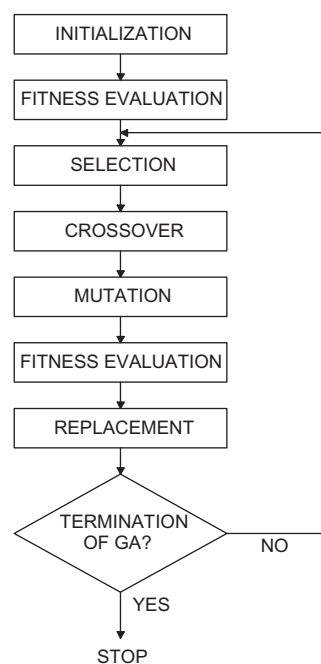 INITIALIZATION
FITNESS EVALUATION
SELECTION
CROSSOVER
MUTATION
FITNESS EVALUATION
REPLACEMENT
TERMINATION
OF GA?
NO
YES
STOP